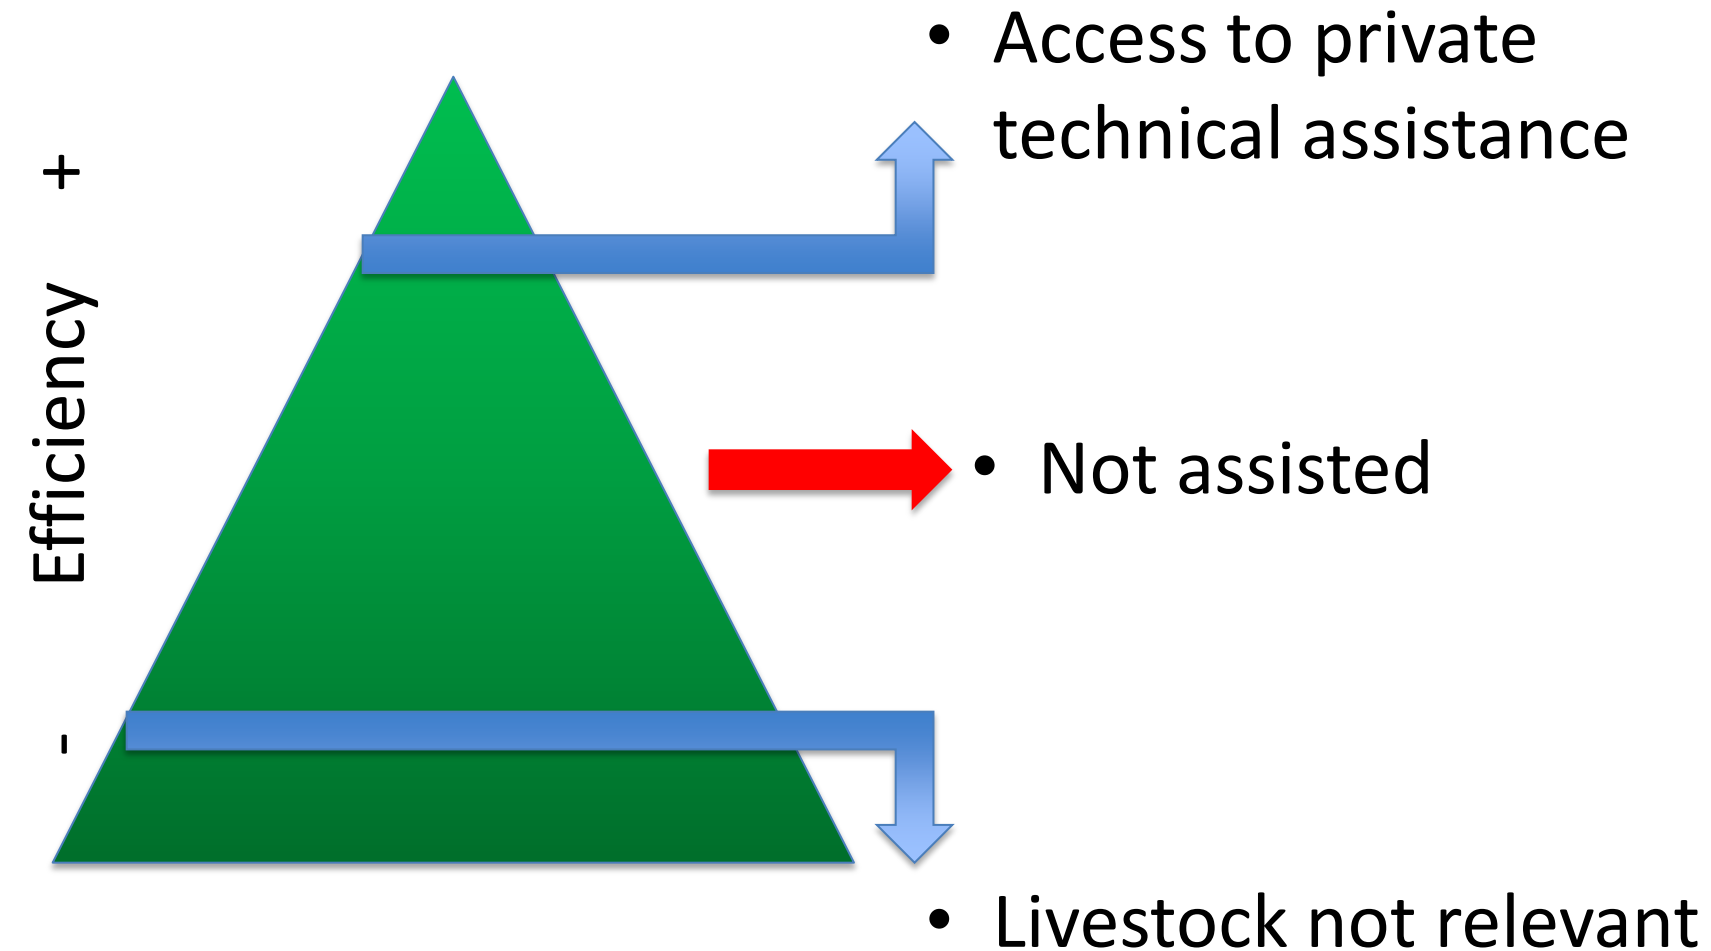 • Access to private
technical assistance
- Efficiency +
• Not assisted
• Livestock not relevant